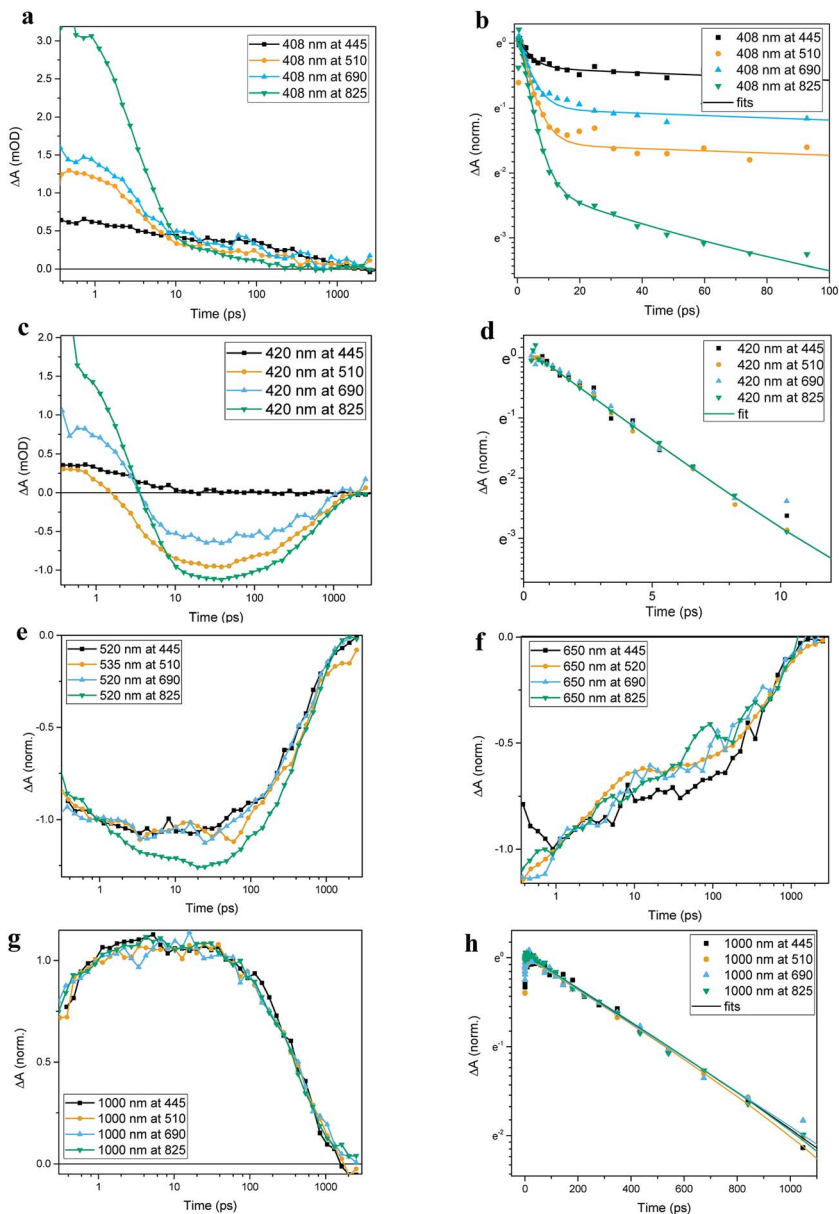 a
3.0
2.5
2.0
1.5
1.0
0.5
0.0
ΔA (mOD)
408 nm at 445
408 nm at 510
408 nm at 690
408 nm at 825
1
10
100
1000
Time (ps)
b
e⁰
e⁻¹
e⁻²
e⁻³
ΔA (norm.)
408 nm at 445
408 nm at 510
408 nm at 690
408 nm at 825
fits
0
20
40
60
80
100
Time (ps)
c
2.0
1.5
1.0
0.5
0.0
-0.5
-1.0
ΔA (mOD)
420 nm at 445
420 nm at 510
420 nm at 690
420 nm at 825
1
10
100
1000
Time (ps)
d
e⁰
e⁻¹
e⁻²
e⁻³
ΔA (norm.)
420 nm at 445
420 nm at 510
420 nm at 690
420 nm at 825
fit
0
5
10
Time (ps)
e
0.0
-0.5
-1.0
ΔA (norm.)
520 nm at 445
535 nm at 510
520 nm at 690
520 nm at 825
1
10
100
1000
Time (ps)
f
0.0
-0.5
-1.0
ΔA (norm.)
650 nm at 445
650 nm at 520
650 nm at 690
650 nm at 825
1
10
100
1000
Time (ps)
g
1.0
0.5
0.0
ΔA (norm.)
1000 nm at 445
1000 nm at 510
1000 nm at 690
1000 nm at 825
1
10
100
1000
Time (ps)
h
e⁰
e⁻¹
e⁻²
ΔA (norm.)
1000 nm at 445
1000 nm at 510
1000 nm at 690
1000 nm at 825
fits
0
200
400
600
800
1000
Time (ps)